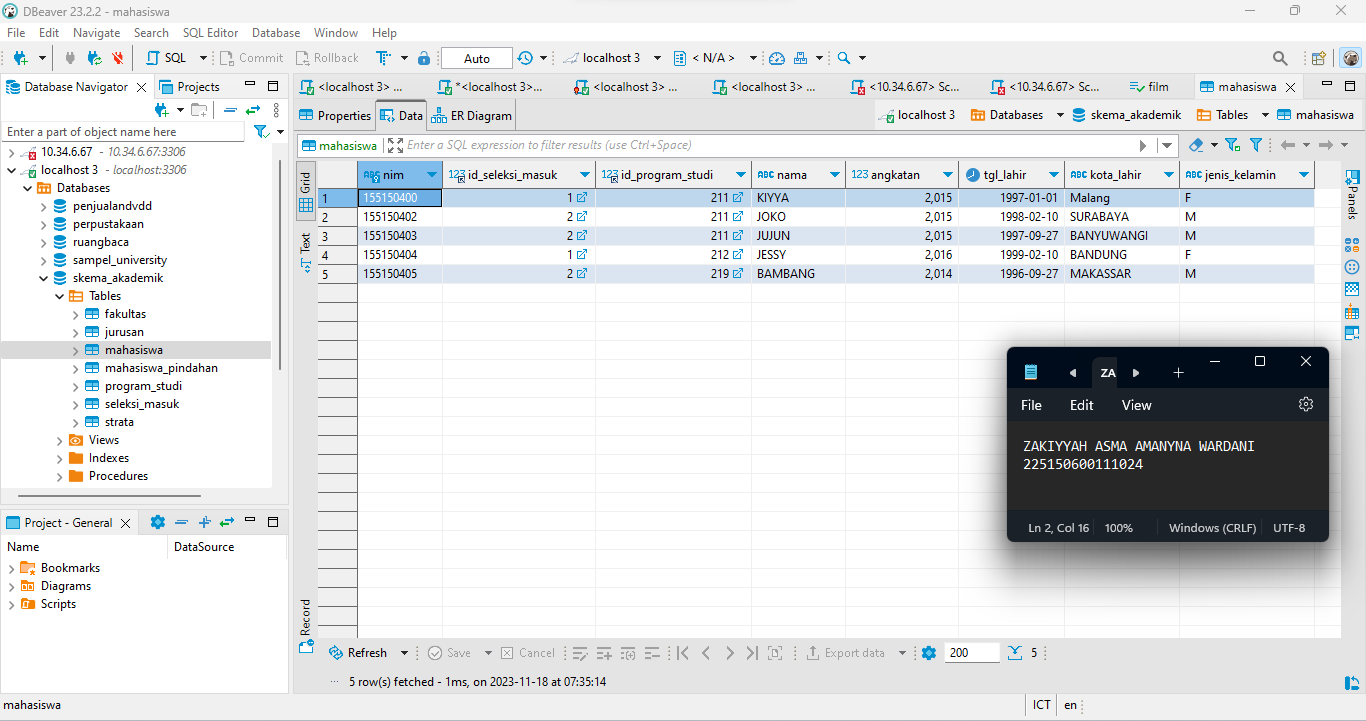 DBeaver 23.2.2 - mahasiswa
File Edit Navigate Search SQL Editor Database Window Help
SQL Commit Rollback Auto localhost 3 < N/A >
Database Navigator Projects
<localhost 3> ... *<localhost 3>... <localhost 3> ... <localhost 3> ... <10.34.6.67> Sc... <10.34.6.67> Sc... film mahasiswa
Properties Data ER Diagram
localhost 3 Databases skema_akademik Tables mahasiswa
Enter a part of object name here
mahasiswa Enter a SQL expression to filter results (use Ctrl+Space)
10.34.6.67 - 10.34.6.67:3306
localhost 3 - localhost:3306
Databases
penjualandvdd
perpustakaan
ruangbaca
sampel_university
skema_akademik
Tables
fakultas
jurusan
mahasiswa
mahasiswa_pindahan
program_studi
seleksi_masuk
strata
Views
Indexes
Procedures
Grid
Text
Record
ABC nim 123 id_seleksi_masuk 123 id_program_studi ABC nama 123 angkatan tgl_lahir ABC kota_lahir ABC jenis_kelamin
1 155150400 1 211 KIYYA 2,015 1997-01-01 Malang F
2 155150402 2 211 JOKO 2,015 1998-02-10 SURABAYA M
3 155150403 2 211 JUJUN 2,015 1997-09-27 BANYUWANGI M
4 155150404 1 212 JESSY 2,016 1999-02-10 BANDUNG F
5 155150405 2 219 BAMBANG 2,014 1996-09-27 MAKASSAR M
Panels
ZA
File Edit View
ZAKIYYAH ASMA AMANYNA WARDANI
225150600111024
Ln 2, Col 16 100% Windows (CRLF) UTF-8
Project - General
Name DataSource
Bookmarks
Diagrams
Scripts
Refresh Save Cancel Export data 200 5
5 row(s) fetched - 1ms, on 2023-11-18 at 07:35:14
mahasiswa ICT en